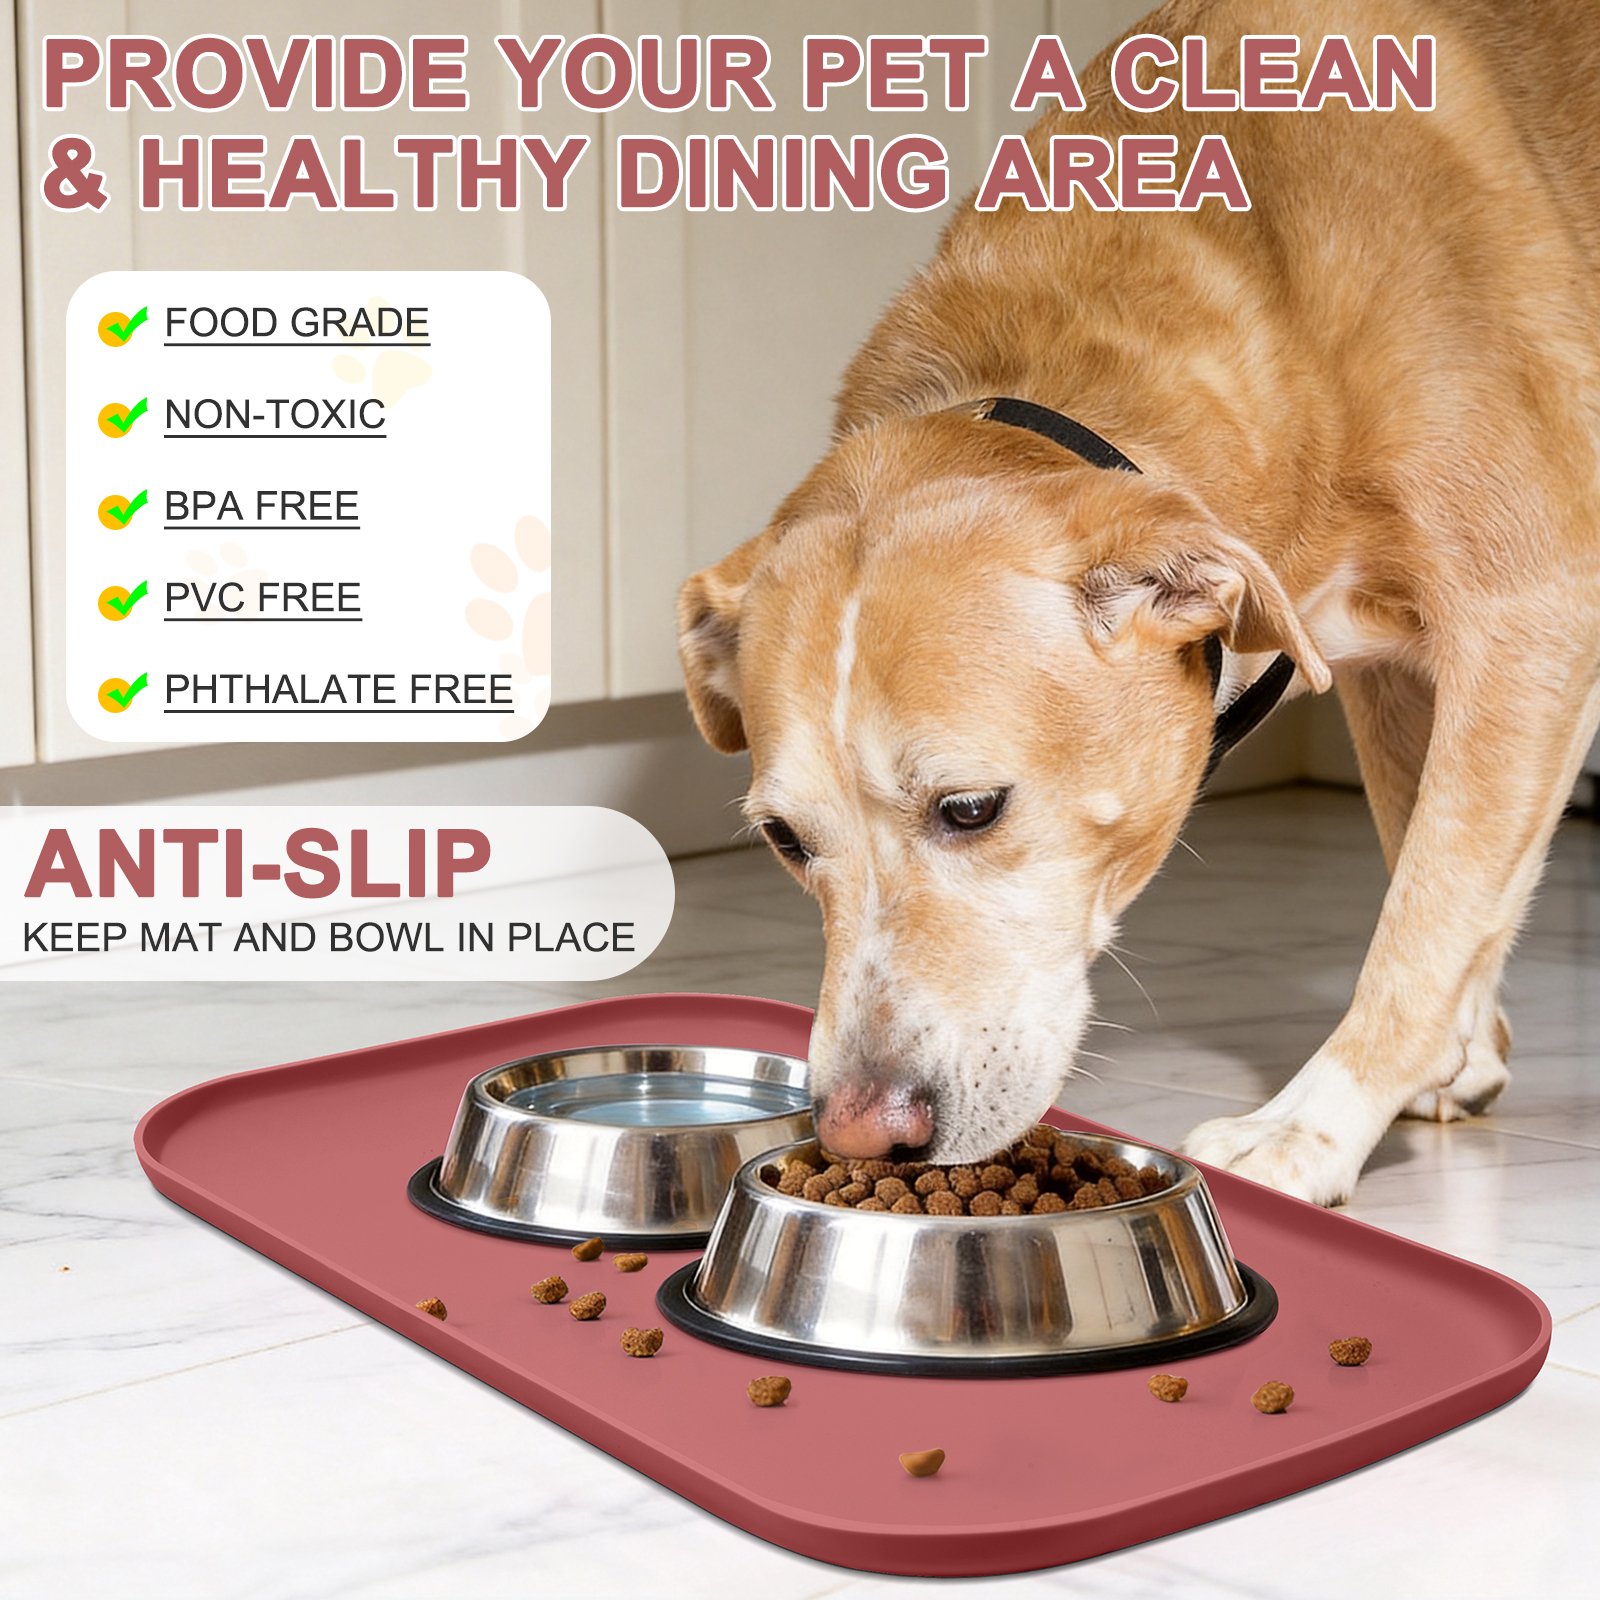 PROVIDE YOUR PET A CLEAN
& HEALTHY DINING AREA
FOOD GRADE
NON-TOXIC
BPA FREE
PVC FREE
PHTHALATE FREE
ANTI-SLIP
KEEP MAT AND BOWL IN PLACE